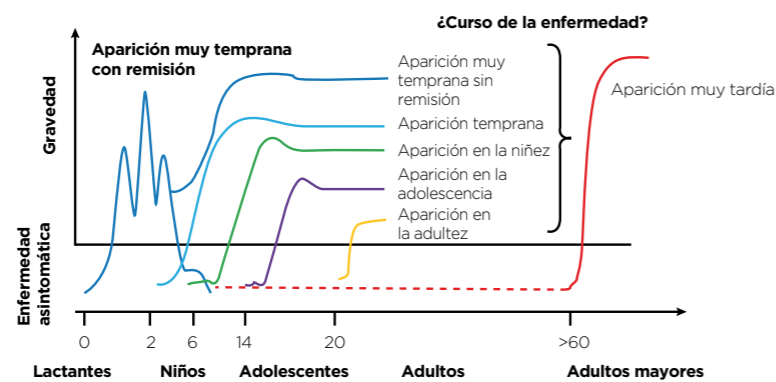 ¿Curso de la enfermedad?
Aparición muy temprana
con remisión
Aparición muy
temprana sin
remisión
Aparición temprana
Aparición en la niñez
Aparición en la
adolescencia
Aparición en
la adultez
Aparición muy tardía
Gravedad
Enfermedad
asintomática
0 2 6 14 20 >60
Lactantes Niños Adolescentes Adultos Adultos mayores